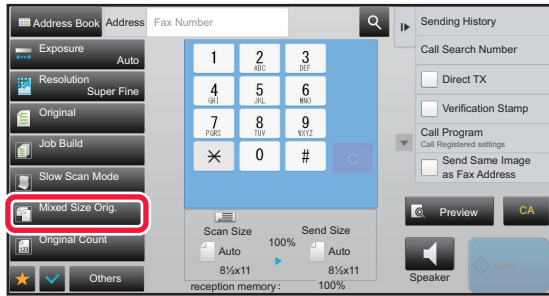 Address Book
Address
Fax Number
Exposure
Auto
Resolution
Super Fine
Original
Job Build
Slow Scan Mode
Mixed Size Orig.
Original Count
Others
1
2
ABC
3
DEF
4
GHI
5
JKL
6
MNO
7
PQRS
8
TUV
9
WXYZ
0
#
C
Scan Size
Auto
8½x11
100%
Send Size
Auto
8½x11
reception memory: 100%
Sending History
Call Search Number
Direct TX
Verification Stamp
Call Program
Call Registered settings
Send Same Image
as Fax Address
Preview
CA
Speaker
Start